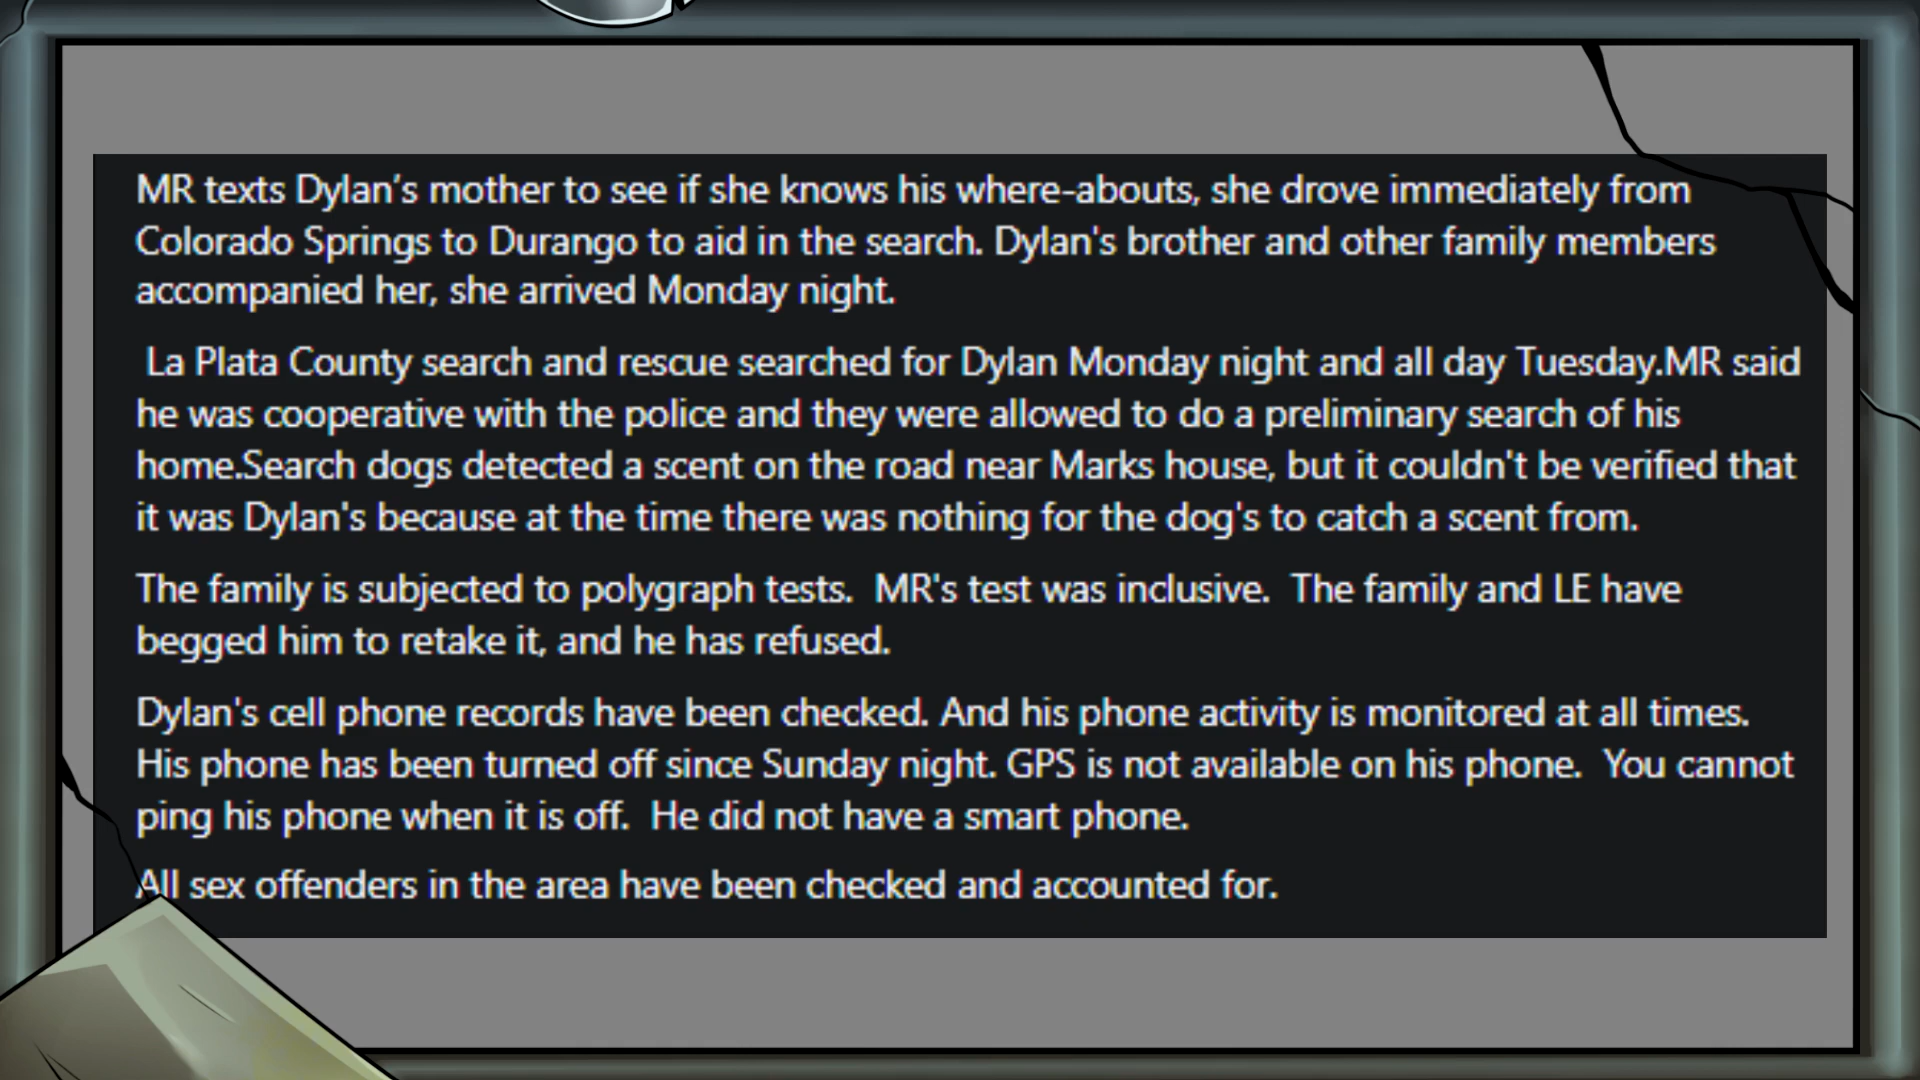 MR texts Dylan's mother to see if she knows his where-abouts, she drove immediately from
Colorado Springs to Durango to aid in the search. Dylan's brother and other family members
accompanied her, she arrived Monday night.
La Plata County search and rescue searched for Dylan Monday night and all day Tuesday.MR said
he was cooperative with the police and they were allowed to do a preliminary search of his
home.Search dogs detected a scent on the road near Marks house, but it couldn't be verified that
it was Dylan's because at the time there was nothing for the dog's to catch a scent from.
The family is subjected to polygraph tests.  MR's test was inclusive.  The family and LE have
begged him to retake it, and he has refused.
Dylan's cell phone records have been checked. And his phone activity is monitored at all times.
His phone has been turned off since Sunday night. GPS is not available on his phone.  You cannot
ping his phone when it is off.  He did not have a smart phone.
All sex offenders in the area have been checked and accounted for.